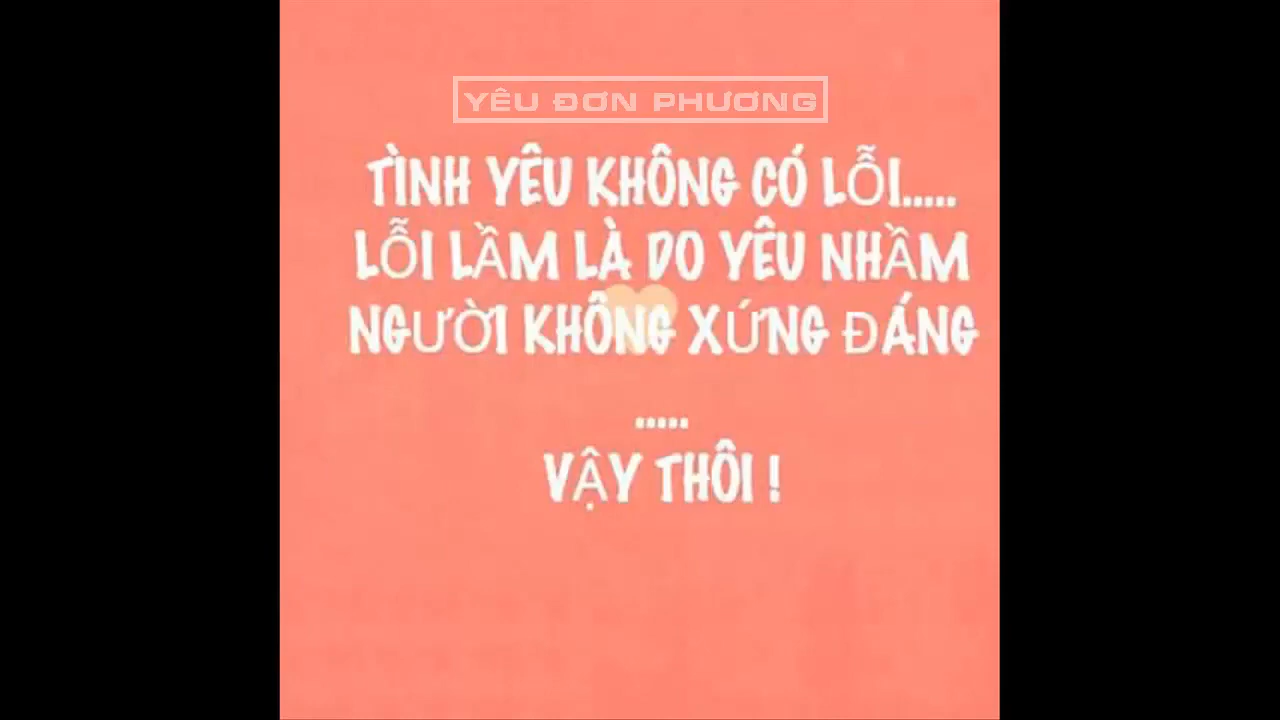 YÊU ĐƠN PHƯƠNG
TÌNH YÊU KHÔNG CÓ LỖI.....
LỖI LẦM LÀ DO YÊU NHẦM
NGƯỜI KHÔNG XỨNG ĐÁNG
.....
VẬY THÔI !